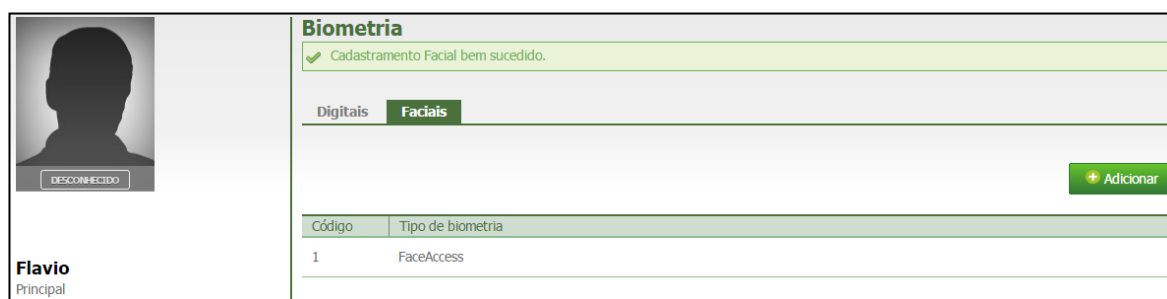 Biometria
Cadastramento Facial bem sucedido.
Digitais Faciais
DESCONHECIDO
Adicionar
Código Tipo de biometria
1 FaceAccess
Flavio
Principal